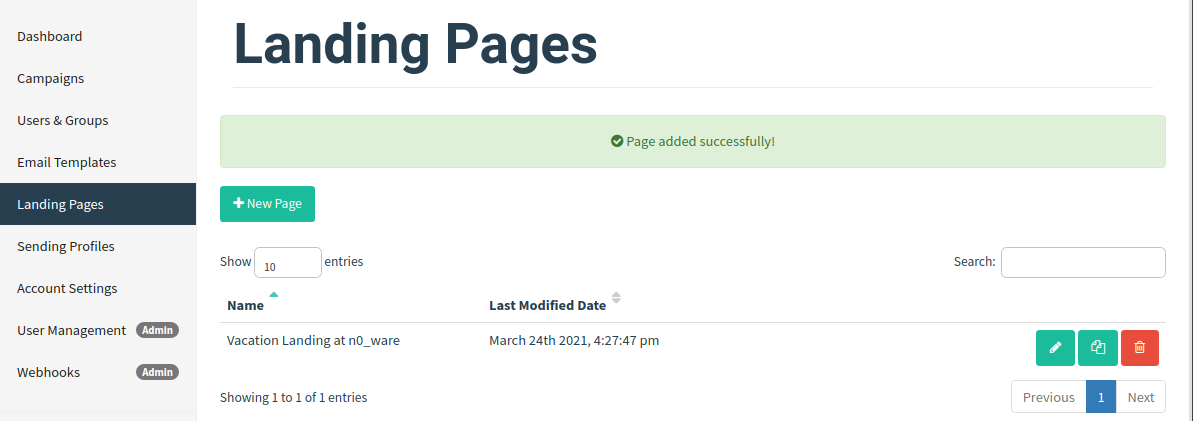 Dashboard
Campaigns
Users & Groups
Email Templates
Landing Pages
Sending Profiles
Account Settings
User Management Admin
Webhooks Admin
Landing Pages
Page added successfully!
New Page
Show 10 entries Search:
Name Last Modified Date
Vacation Landing at n0_ware March 24th 2021, 4:27:47 pm
Showing 1 to 1 of 1 entries Previous 1 Next